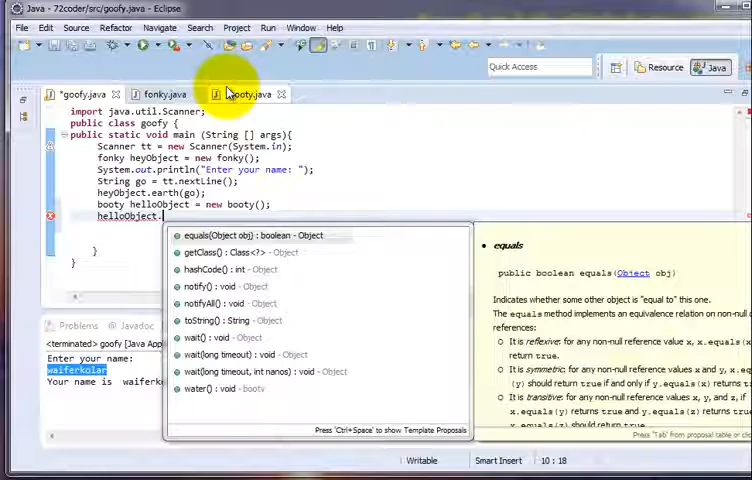 Java - 72coder/src/goofy.java - Eclipse
File Edit Source Refactor Navigate Search Project Run Window Help
Quick Access
Resource Java
*goofy.java fonky.java booty.java
import java.util.Scanner;
public class goofy {
public static void main (String [] args){
Scanner tt = new Scanner(System.in);
fonky heyObject = new fonky();
System.out.println("Enter your name: ");
String go = tt.nextLine();
heyObject.earth(go);
booty helloObject = new booty();
helloObject.
}
}
equals(Object obj) : boolean - Object
getClass() : Class<?> - Object
hashCode() : int - Object
notify() : void - Object
notifyAll() : void - Object
toString() : String - Object
wait() : void - Object
wait(long timeout) : void - Object
wait(long timeout, int nanos) : void - Object
water() : void - booty
Press 'Ctrl+Space' to show Template Proposals
equals
public boolean equals(Object obj)
Indicates whether some other object is "equal to" this one.
The equals method implements an equivalence relation on non-null
references:
It is reflexive: for any non-null reference value x, x.equals(x
return true.
It is symmetric: for any non-null reference values x and y, x.e
(y) should return true if and only if y.equals(x) returns t
It is transitive: for any non-null reference values x, y, and z, if
x.equals(y) returns true and y.equals(z) returns true
x.equals(z) should return true.
Press 'Tab' from proposal table or clic
Problems Javadoc
<terminated> goofy [Java App
Enter your name:
waiferkolar
Your name is waiferk
Writable Smart Insert 10 : 18